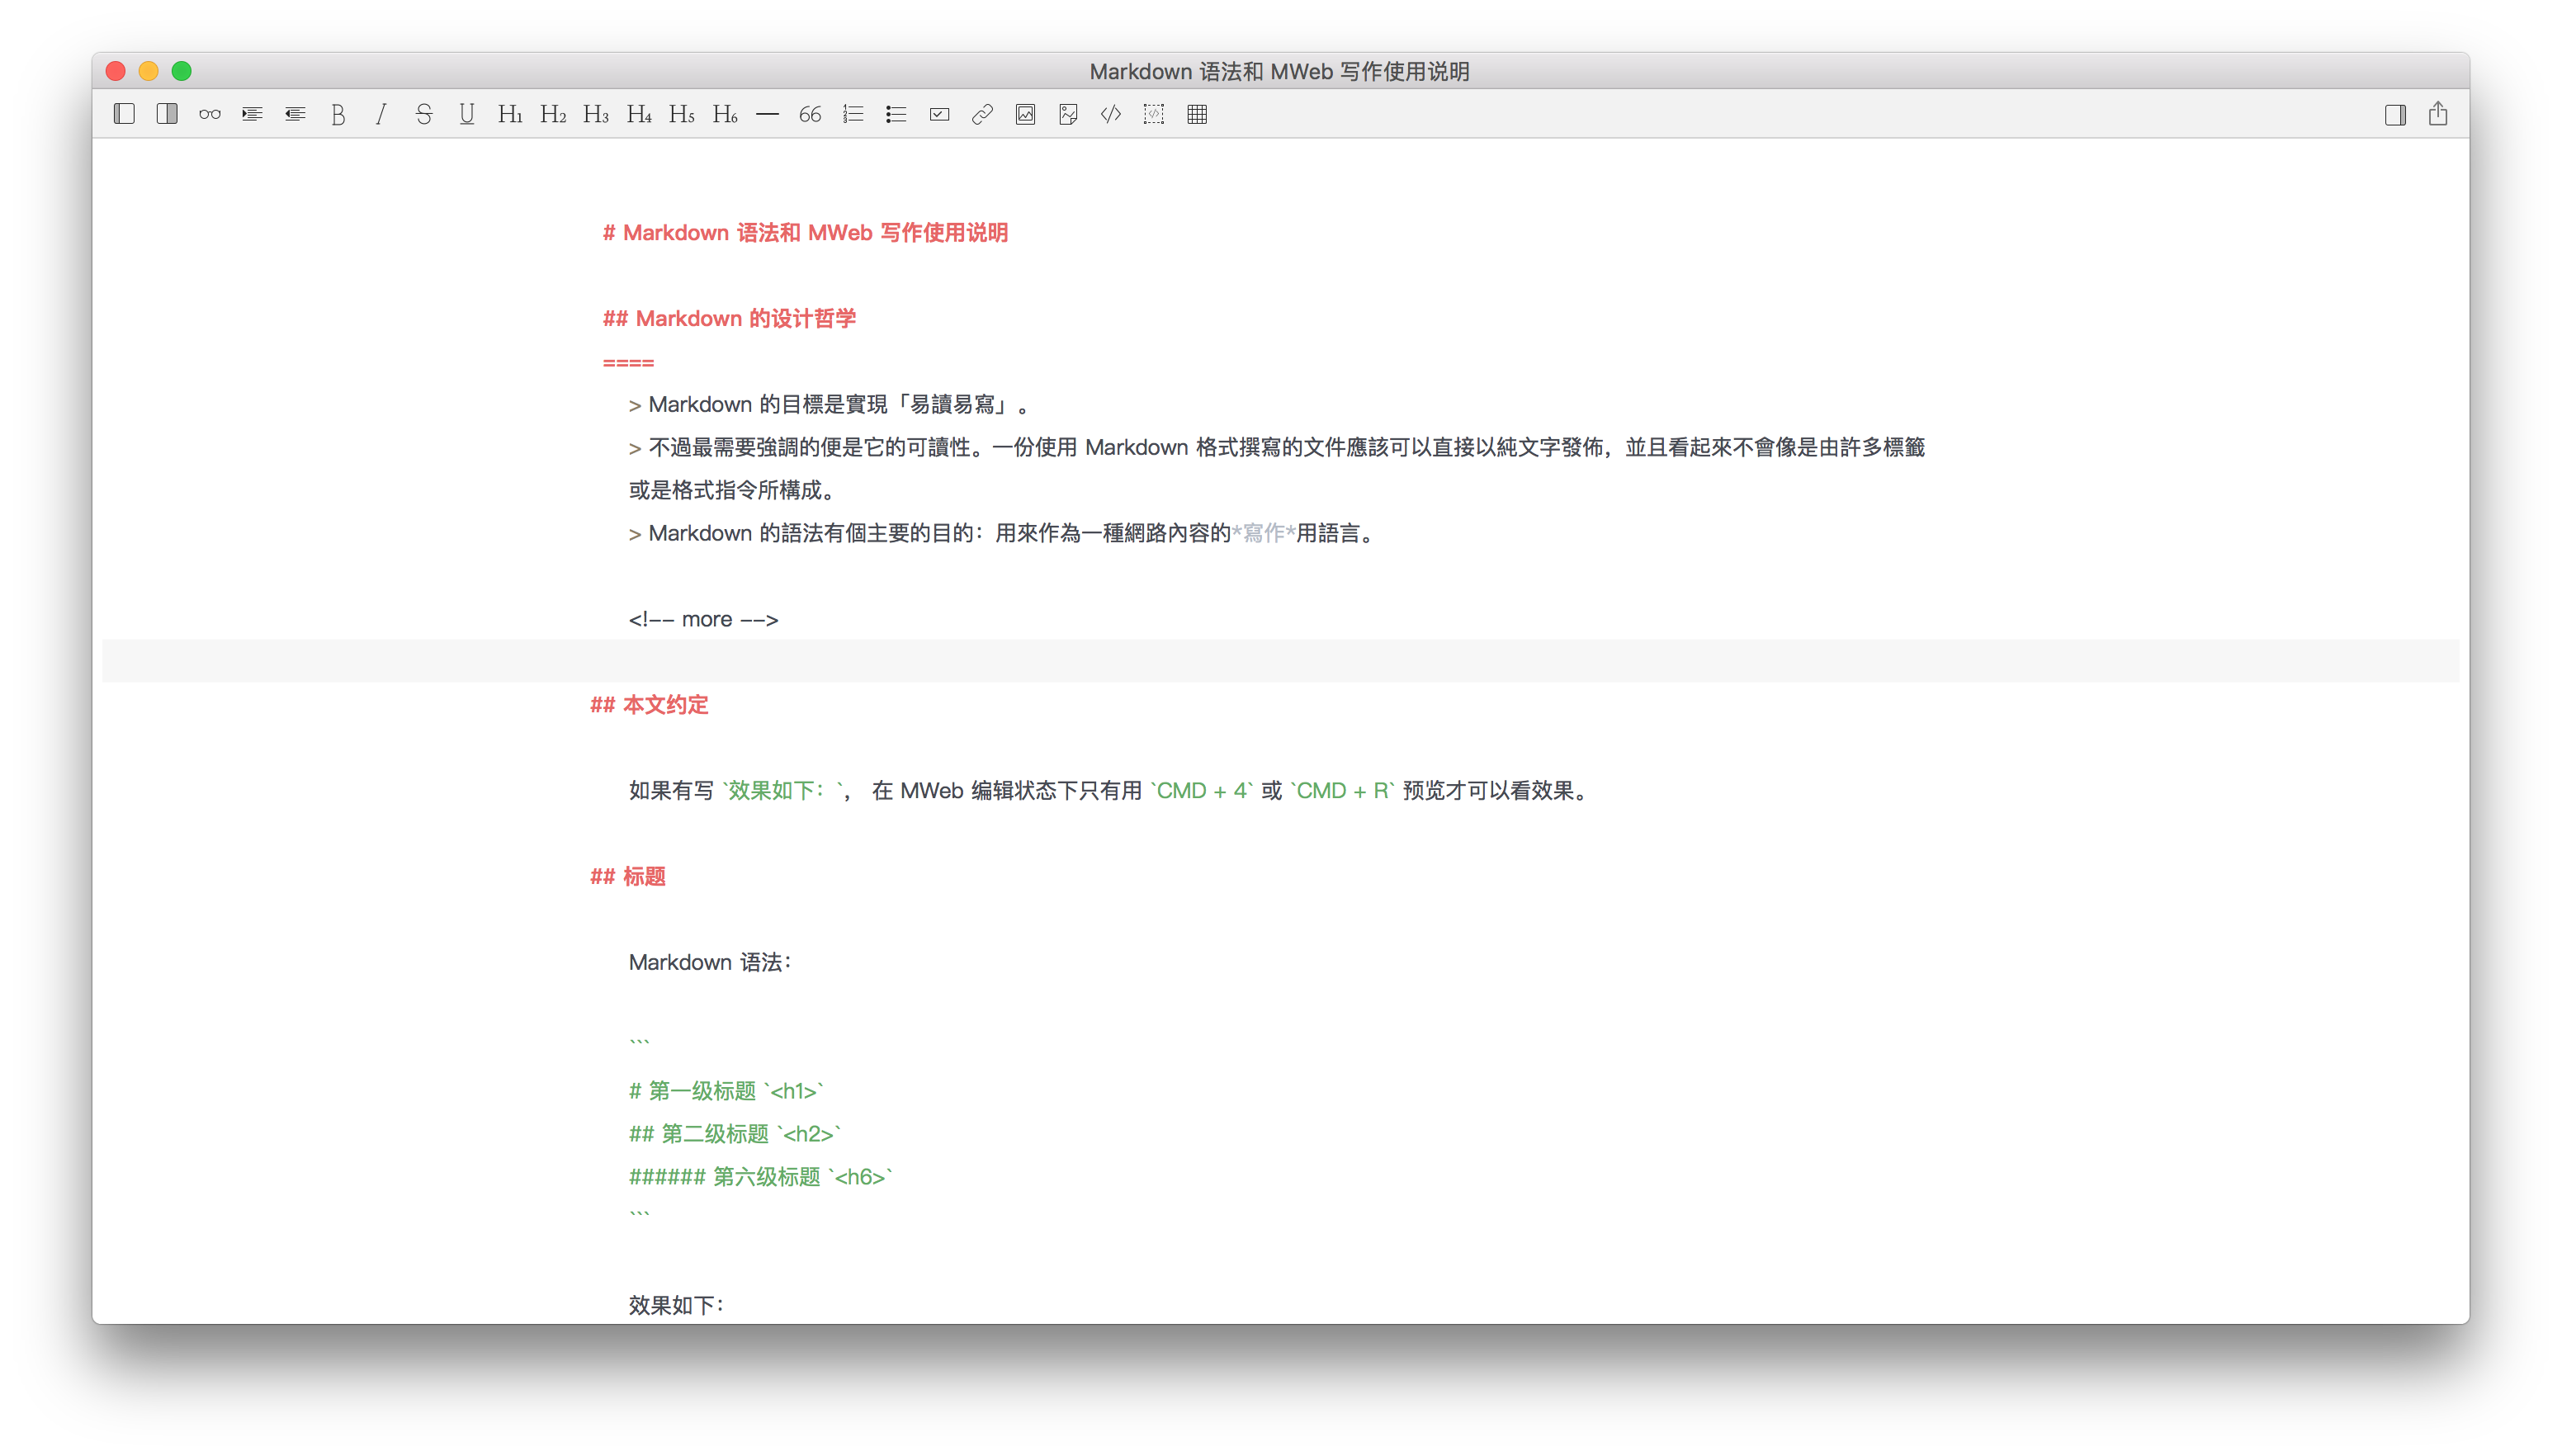 Markdown 语法和 MWeb 写作使用说明
B I S U H1 H2 H3 H4 H5 H6 — 66
# Markdown 语法和 MWeb 写作使用说明
## Markdown 的设计哲学
====
> Markdown 的目標是實現「易讀易寫」。
> 不過最需要強調的便是它的可讀性。一份使用 Markdown 格式撰寫的文件應該可以直接以純文字發佈，並且看起來不會像是由許多標籤
或是格式指令所構成。
> Markdown 的語法有個主要的目的：用來作為一種網路內容的*寫作*用語言。
<!-- more -->
## 本文约定
如果有写 `效果如下：`， 在 MWeb 编辑状态下只有用 `CMD + 4` 或 `CMD + R` 预览才可以看效果。
## 标题
Markdown 语法：
```
# 第一级标题 `<h1>`
## 第二级标题 `<h2>`
###### 第六级标题 `<h6>`
```
效果如下：